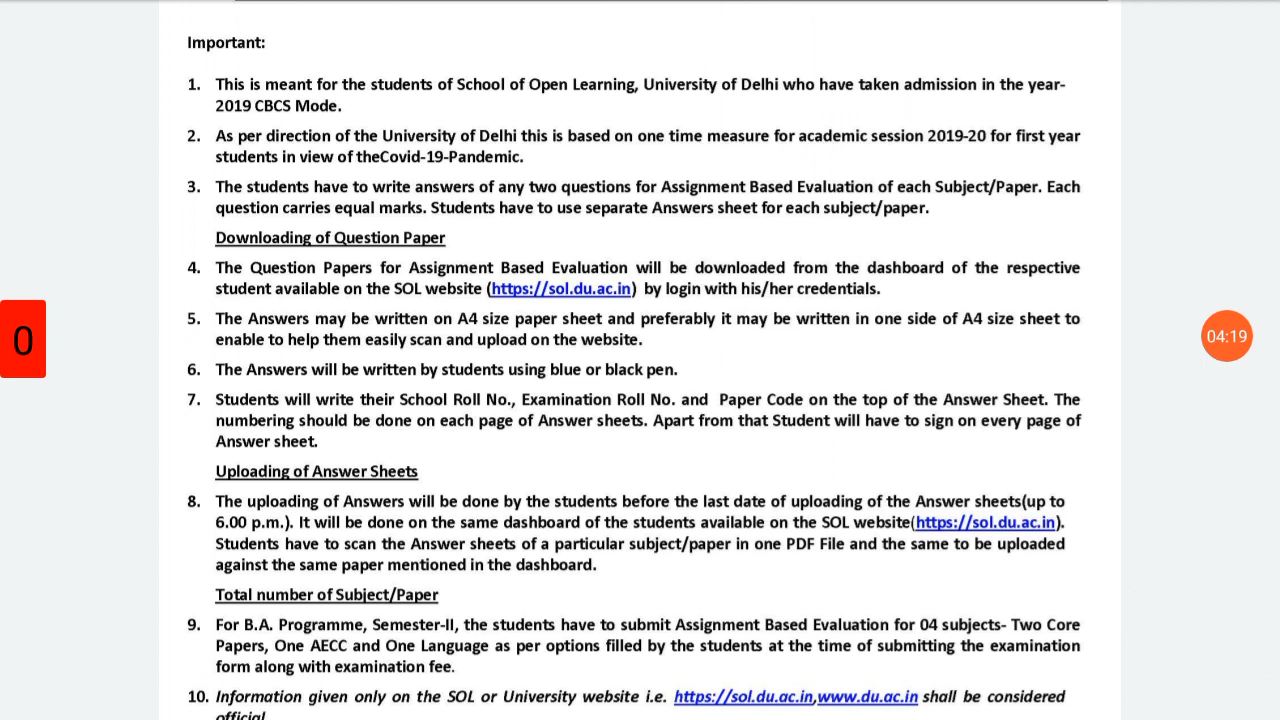 Important:
1. This is meant for the students of School of Open Learning, University of Delhi who have taken admission in the year-
2019 CBCS Mode.
2. As per direction of the University of Delhi this is based on one time measure for academic session 2019-20 for first year
students in view of theCovid-19-Pandemic.
3. The students have to write answers of any two questions for Assignment Based Evaluation of each Subject/Paper. Each
question carries equal marks. Students have to use separate Answers sheet for each subject/paper.
Downloading of Question Paper
4. The Question Papers for Assignment Based Evaluation will be downloaded from the dashboard of the respective
student available on the SOL website (https://sol.du.ac.in) by login with his/her credentials.
5. The Answers may be written on A4 size paper sheet and preferably it may be written in one side of A4 size sheet to
enable to help them easily scan and upload on the website.
6. The Answers will be written by students using blue or black pen.
7. Students will write their School Roll No., Examination Roll No. and Paper Code on the top of the Answer Sheet. The
numbering should be done on each page of Answer sheets. Apart from that Student will have to sign on every page of
Answer sheet.
Uploading of Answer Sheets
8. The uploading of Answers will be done by the students before the last date of uploading of the Answer sheets(up to
6.00 p.m.). It will be done on the same dashboard of the students available on the SOL website(https://sol.du.ac.in).
Students have to scan the Answer sheets of a particular subject/paper in one PDF File and the same to be uploaded
against the same paper mentioned in the dashboard.
Total number of Subject/Paper
9. For B.A. Programme, Semester-II, the students have to submit Assignment Based Evaluation for 04 subjects- Two Core
Papers, One AECC and One Language as per options filled by the students at the time of submitting the examination
form along with examination fee.
10. Information given only on the SOL or University website i.e. https://sol.du.ac.in,www.du.ac.in shall be considered
official
0
04:19